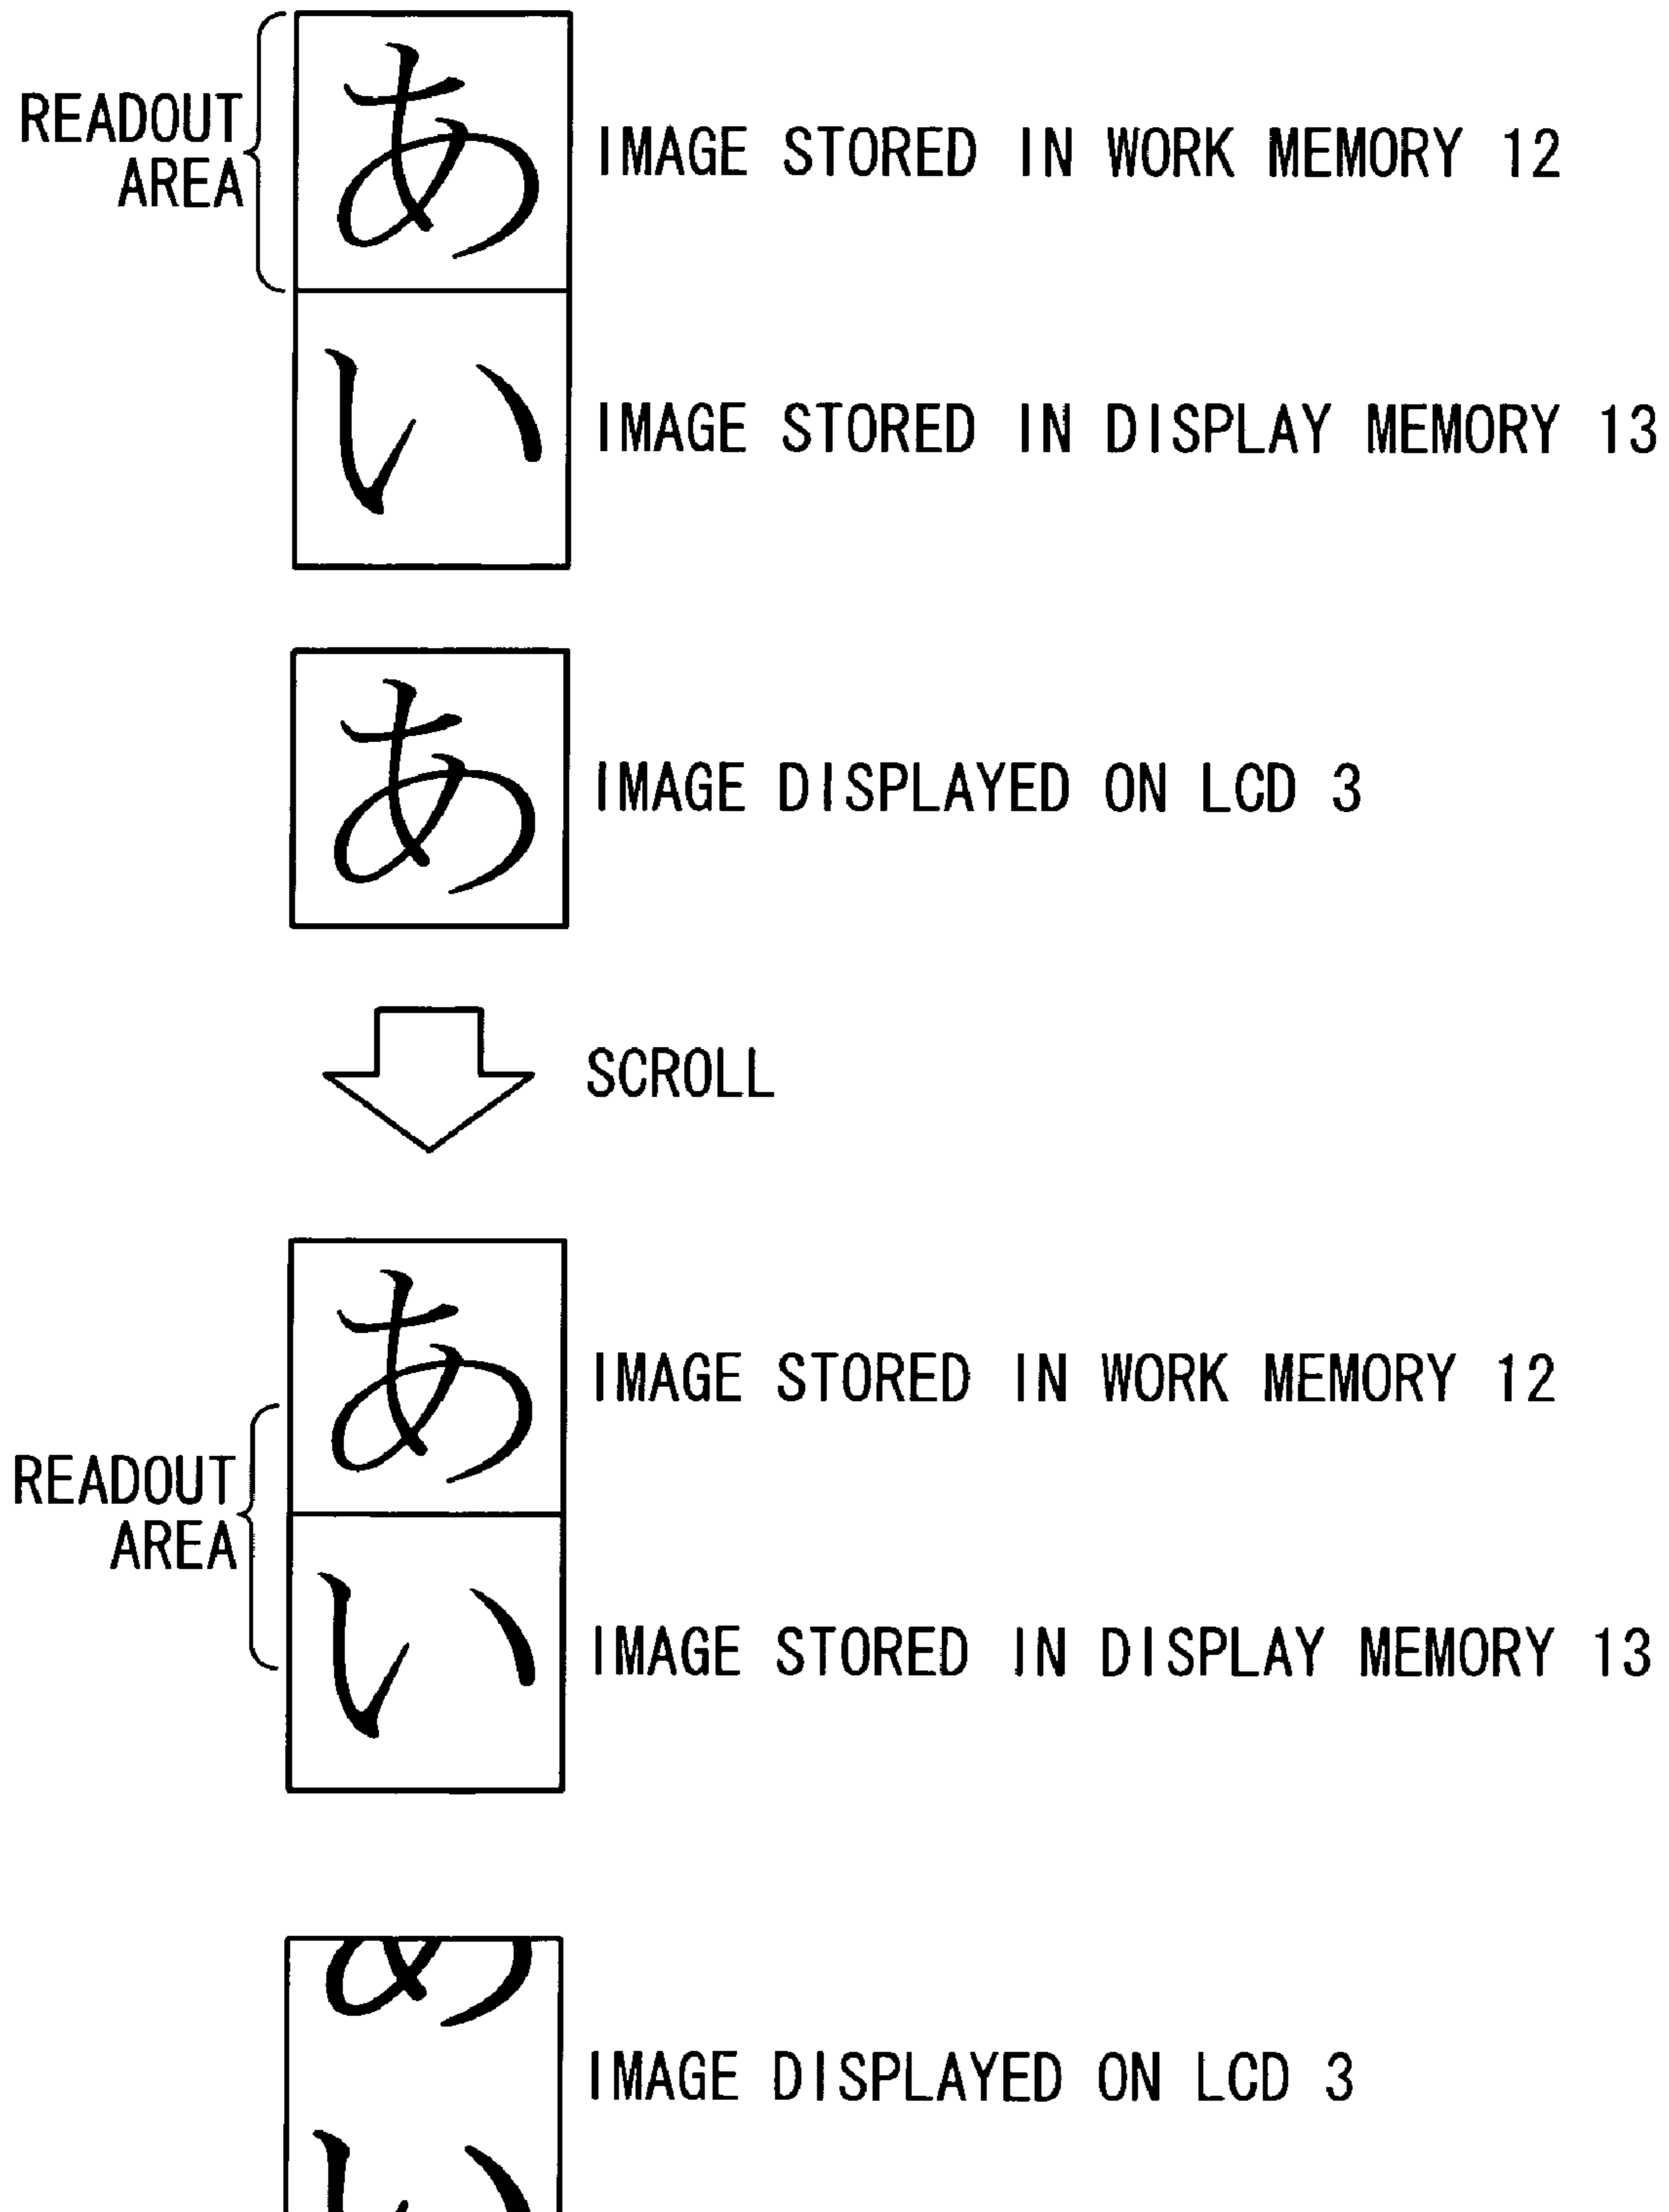 READOUT
AREA
あ
IMAGE STORED IN WORK MEMORY 12
い
IMAGE STORED IN DISPLAY MEMORY 13
あ
IMAGE DISPLAYED ON LCD 3
SCROLL
あ
IMAGE STORED IN WORK MEMORY 12
READOUT
AREA
い
IMAGE STORED IN DISPLAY MEMORY 13
あ
IMAGE DISPLAYED ON LCD 3
い